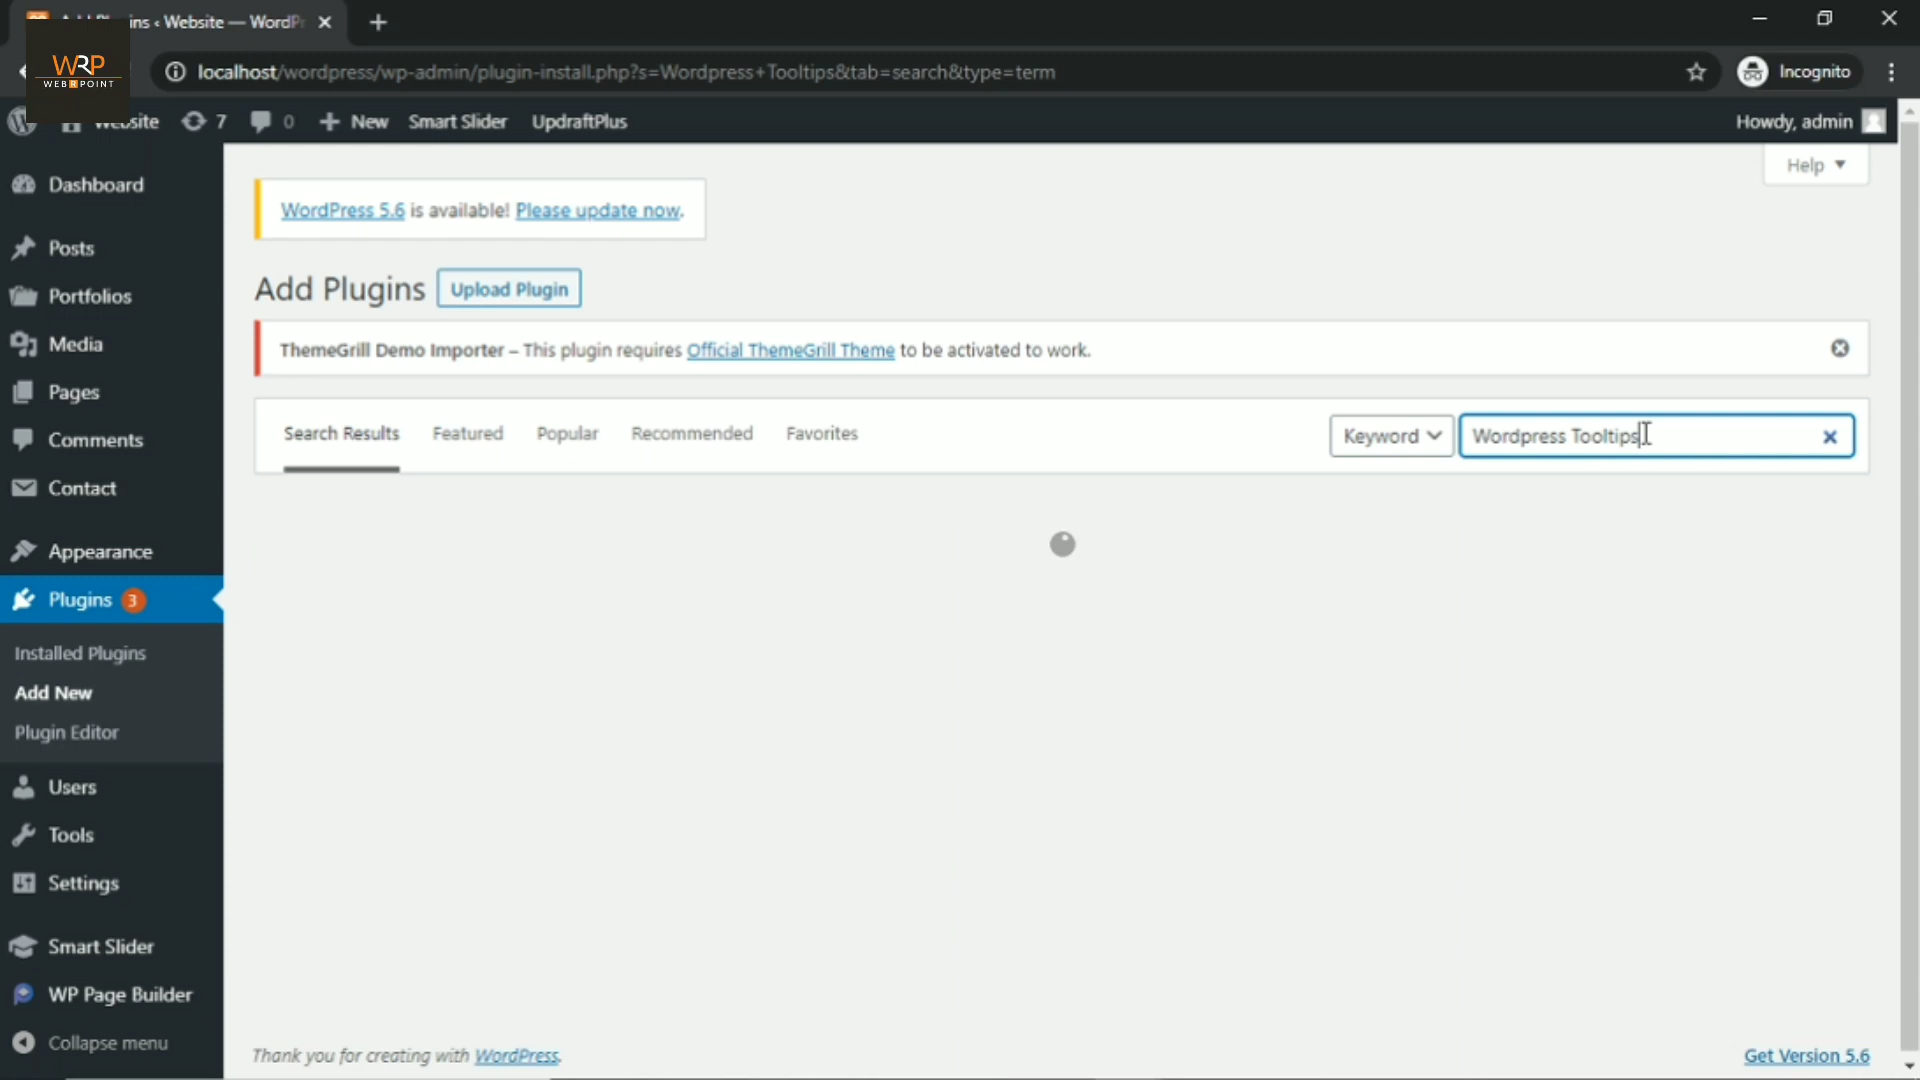 ins ‹ Website — WordPr
WRP
WEB R POINT
localhost/wordpress/wp-admin/plugin-install.php?s=Wordpress+Tooltips&tab=search&type=term
Incognito
Website 7 0 New Smart Slider UpdraftPlus
Howdy, admin
Help
Dashboard
Posts
Portfolios
Media
Pages
Comments
Contact
Appearance
Plugins 3
Installed Plugins
Add New
Plugin Editor
Users
Tools
Settings
Smart Slider
WP Page Builder
Collapse menu
WordPress 5.6 is available! Please update now.
Add Plugins Upload Plugin
ThemeGrill Demo Importer – This plugin requires Official ThemeGrill Theme to be activated to work.
Search Results Featured Popular Recommended Favorites Keyword Wordpress Tooltips
Thank you for creating with WordPress.
Get Version 5.6